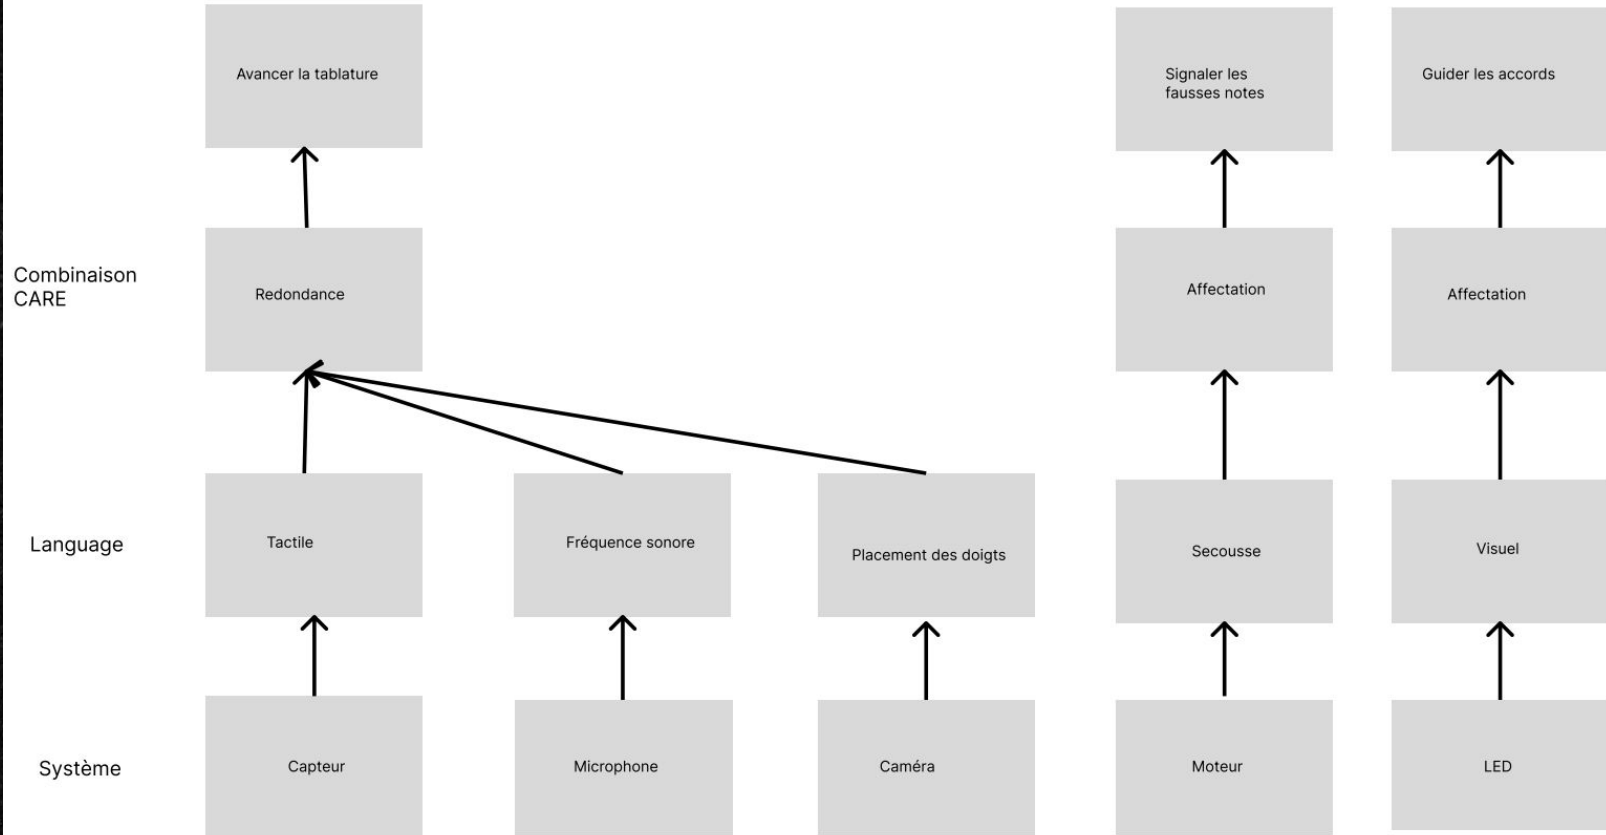 Avancer la tablature
Signaler les
fausses notes
Guider les accords
Combinaison
CARE
Redondance
Affectation
Affectation
Language
Tactile
Fréquence sonore
Placement des doigts
Secousse
Visuel
Système
Capteur
Microphone
Caméra
Moteur
LED